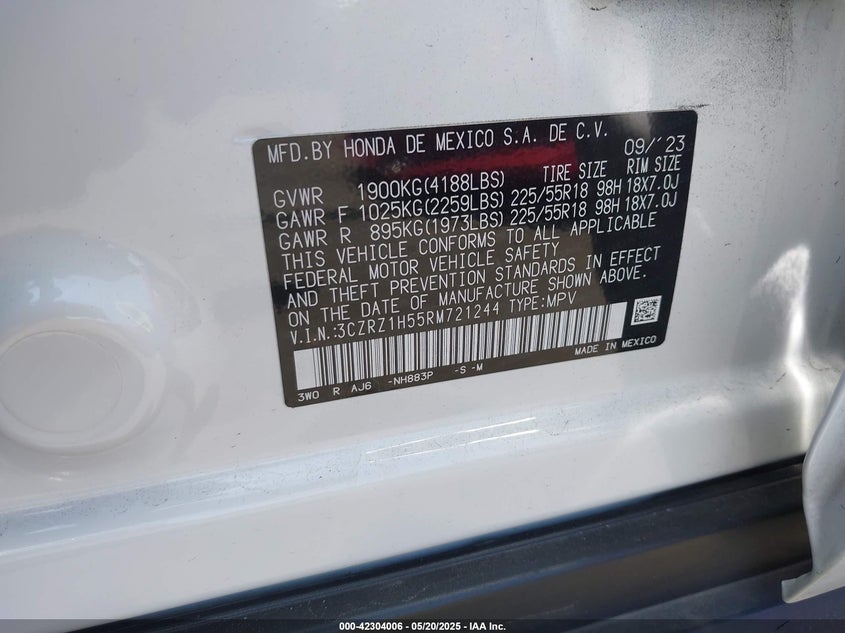 MFD.BY HONDA DE MEXICO S.A. DE C.V. 09/'23
TIRE SIZE RIM SIZE
GVWR 1900KG(4188LBS)
GAWR F 1025KG(2259LBS) 225/55R18 98H 18X7.0J
GAWR R 895KG(1973LBS) 225/55R18 98H 18X7.0J
THIS VEHICLE CONFORMS TO ALL APPLICABLE
FEDERAL MOTOR VEHICLE SAFETY
AND THEFT PREVENTION STANDARDS IN EFFECT
ON THE DATE OF MANUFACTURE SHOWN ABOVE.
V.I.N.:3CZRZ1H55RM721244 TYPE:MPV
MADE IN MEXICO
3W0 R AJ6 -NH883P -S -M
000-42304006 — 05/20/2025 — IAA Inc.